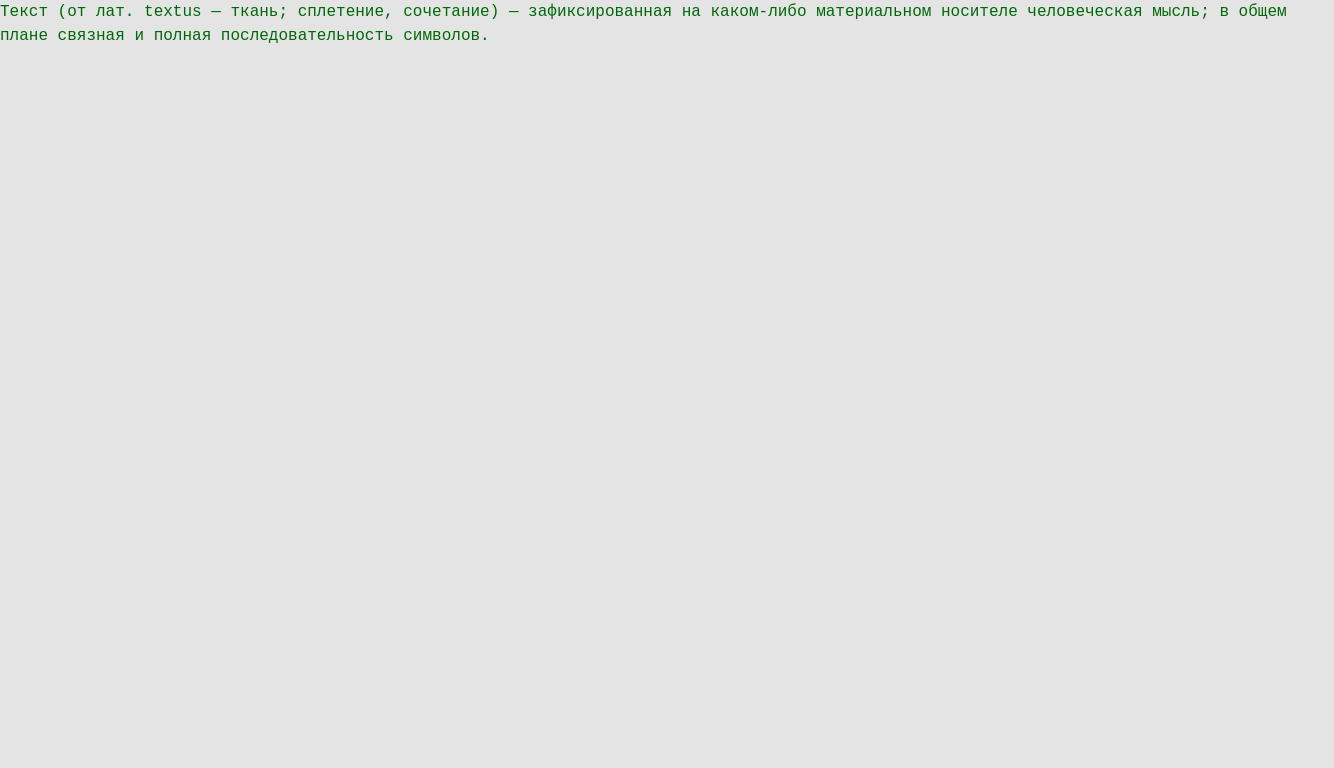 Текст (от лат. textus — ткань; сплетение, сочетание) — зафиксированная на каком-либо материальном носителе человеческая мысль; в общем
плане связная и полная последовательность символов.